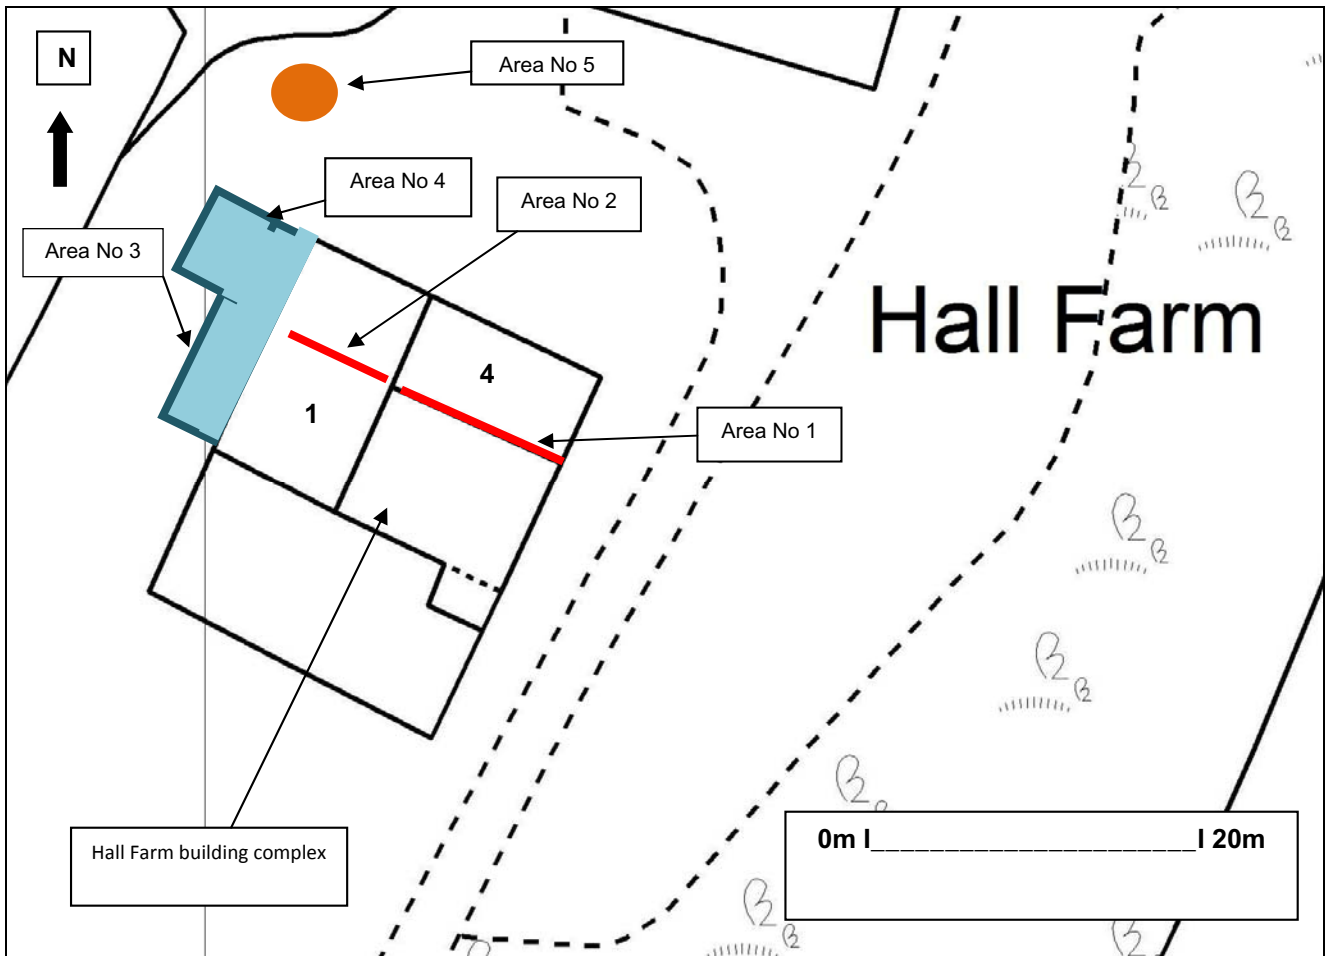 N
Area No 5
Area No 4
Area No 2
Area No 3
Hall Farm
4
1
Area No 1
Hall Farm building complex
0m I______________________I 20m